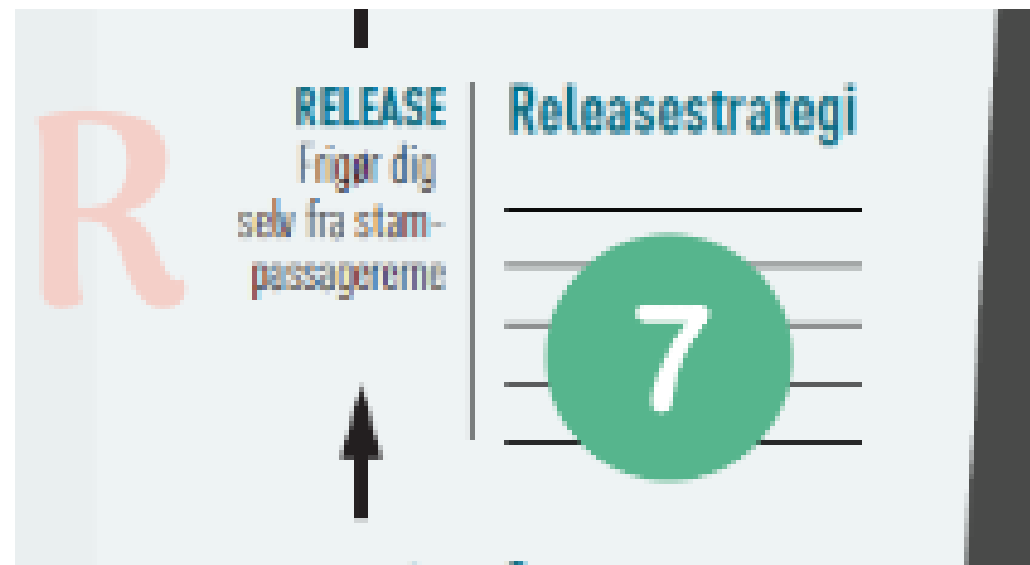 R
RELEASE
Frigør dig
selv fra stam-
passagererne
Releasestrategi
7